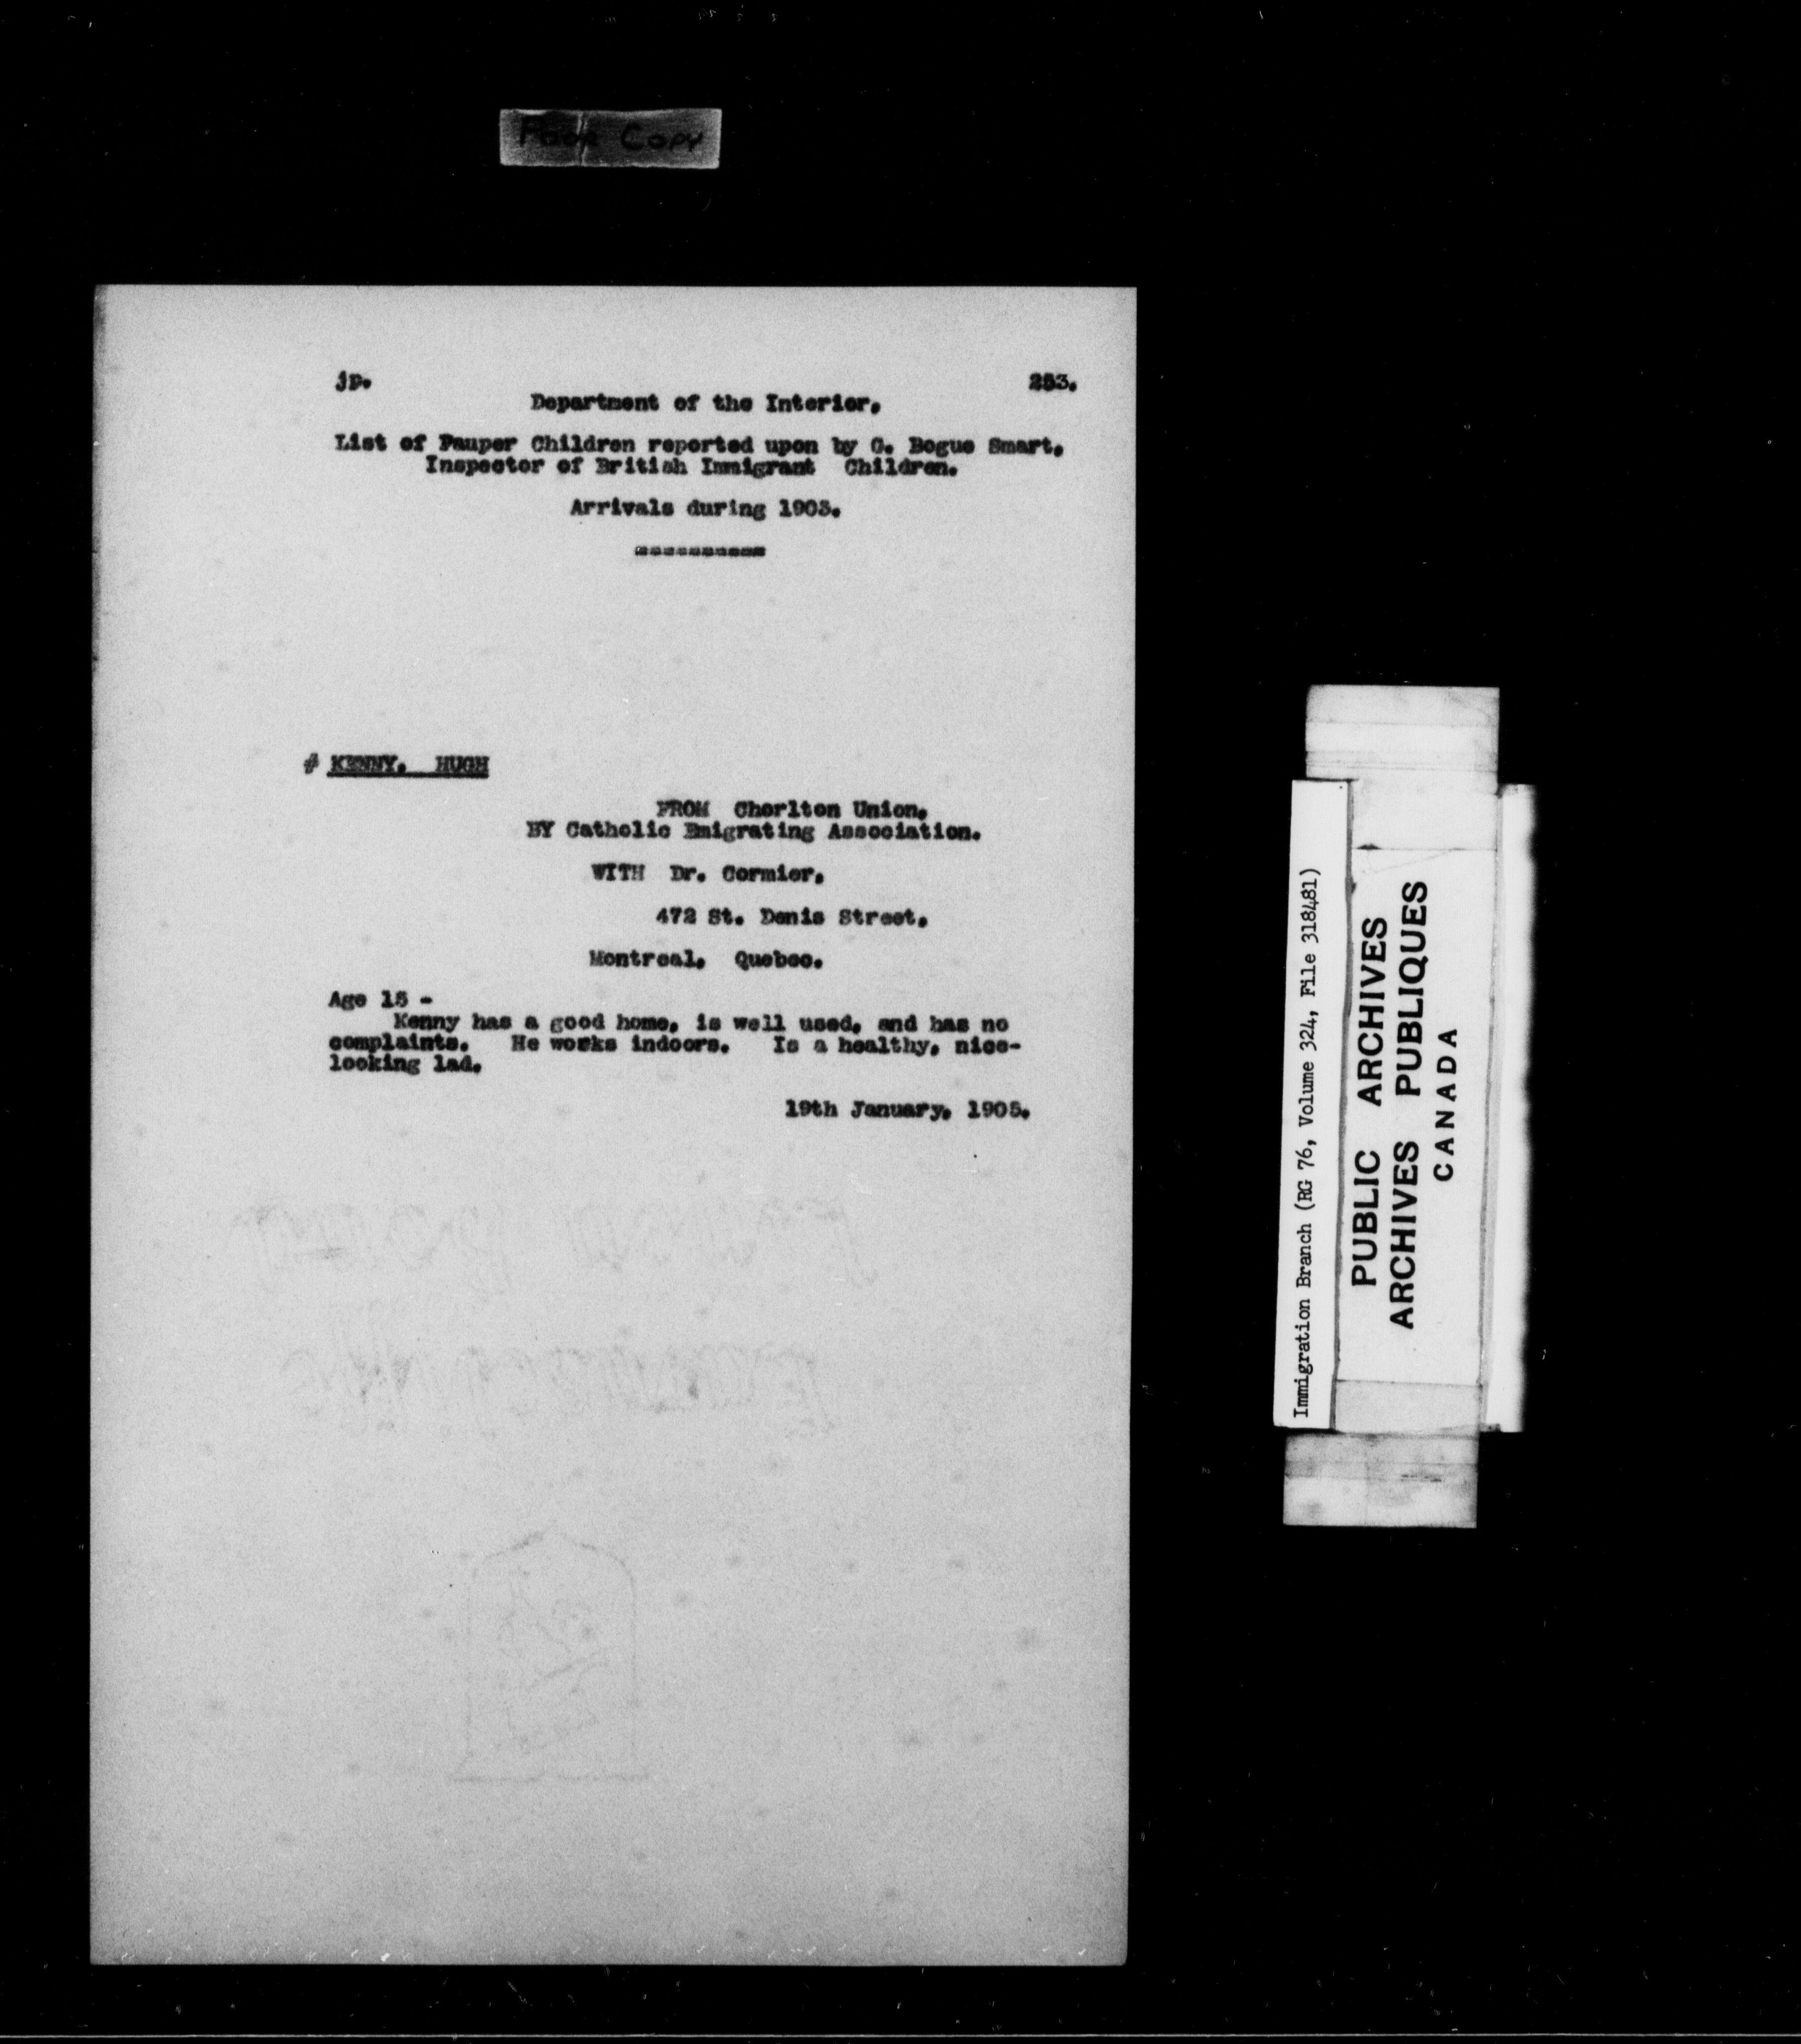 Poor Copy
jp.
253.
Department of the Interior.
List of Pauper Children reported upon by G. Bogue Smart,
Inspector of British Immigrant Children.
Arrivals during 1903.
==========
# KENNY, HUGH
FROM Chorlton Union.
BY Catholic Emigrating Association.
WITH Dr. Cormier,
472 St. Denis Street,
Montreal, Quebec.
Age 15 -
Kenny has a good home, is well used, and has no
complaints. He works indoors. Is a healthy, nice-
looking lad.
19th January, 1905.
Immigration Branch (RG 76, Volume 324, File 318481)
PUBLIC ARCHIVES
ARCHIVES PUBLIQUES
CANADA